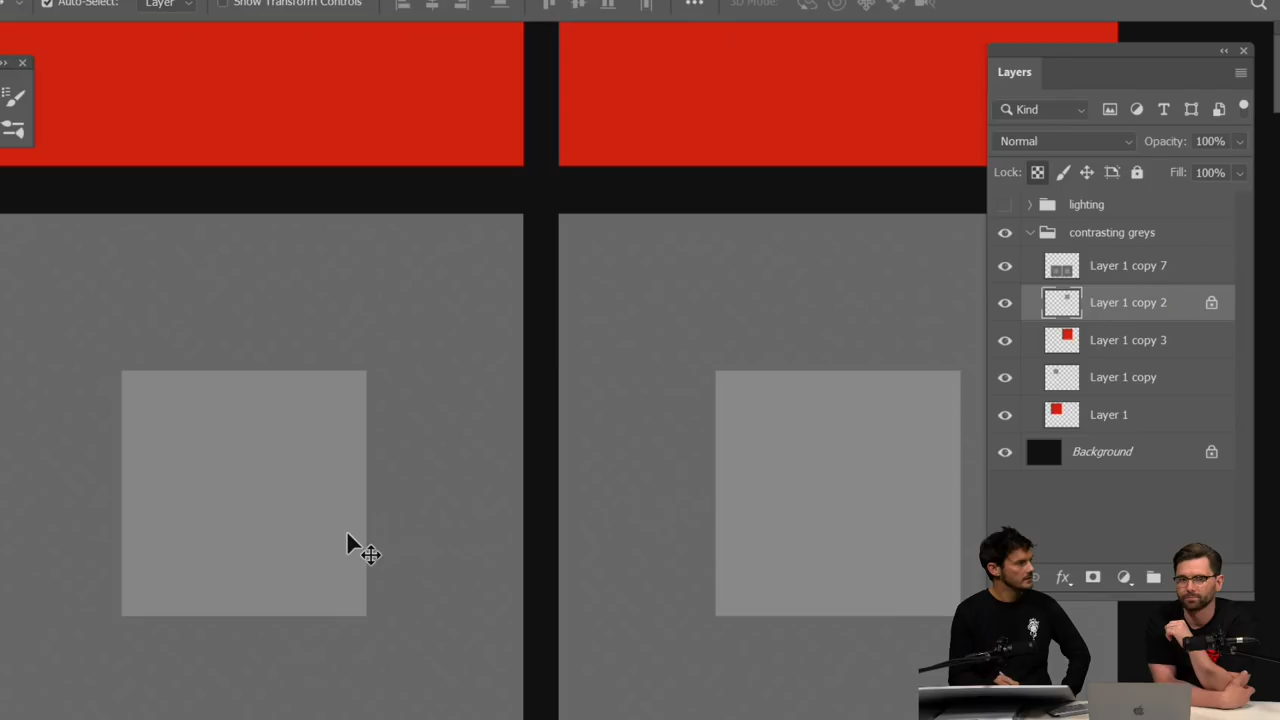 Auto-Select: Layer Show Transform Controls 3D Mode:
Layers
Kind
Normal Opacity: 100%
Lock: Fill: 100%
lighting
contrasting greys
Layer 1 copy 7
Layer 1 copy 2
Layer 1 copy 3
Layer 1 copy
Layer 1
Background
fx